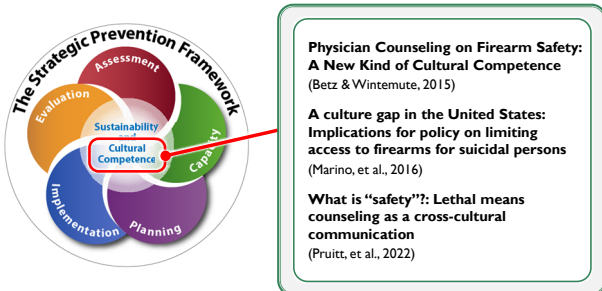 The Strategic Prevention Framework
Assessment
Evaluation
Capacity
Sustainability
and
Cultural
Competence
Implementation
Planning
Physician Counseling on Firearm Safety:
A New Kind of Cultural Competence
(Betz & Wintemute, 2015)
A culture gap in the United States:
Implications for policy on limiting
access to firearms for suicidal persons
(Marino, et al., 2016)
What is “safety”?: Lethal means
counseling as a cross-cultural
communication
(Pruitt, et al., 2022)